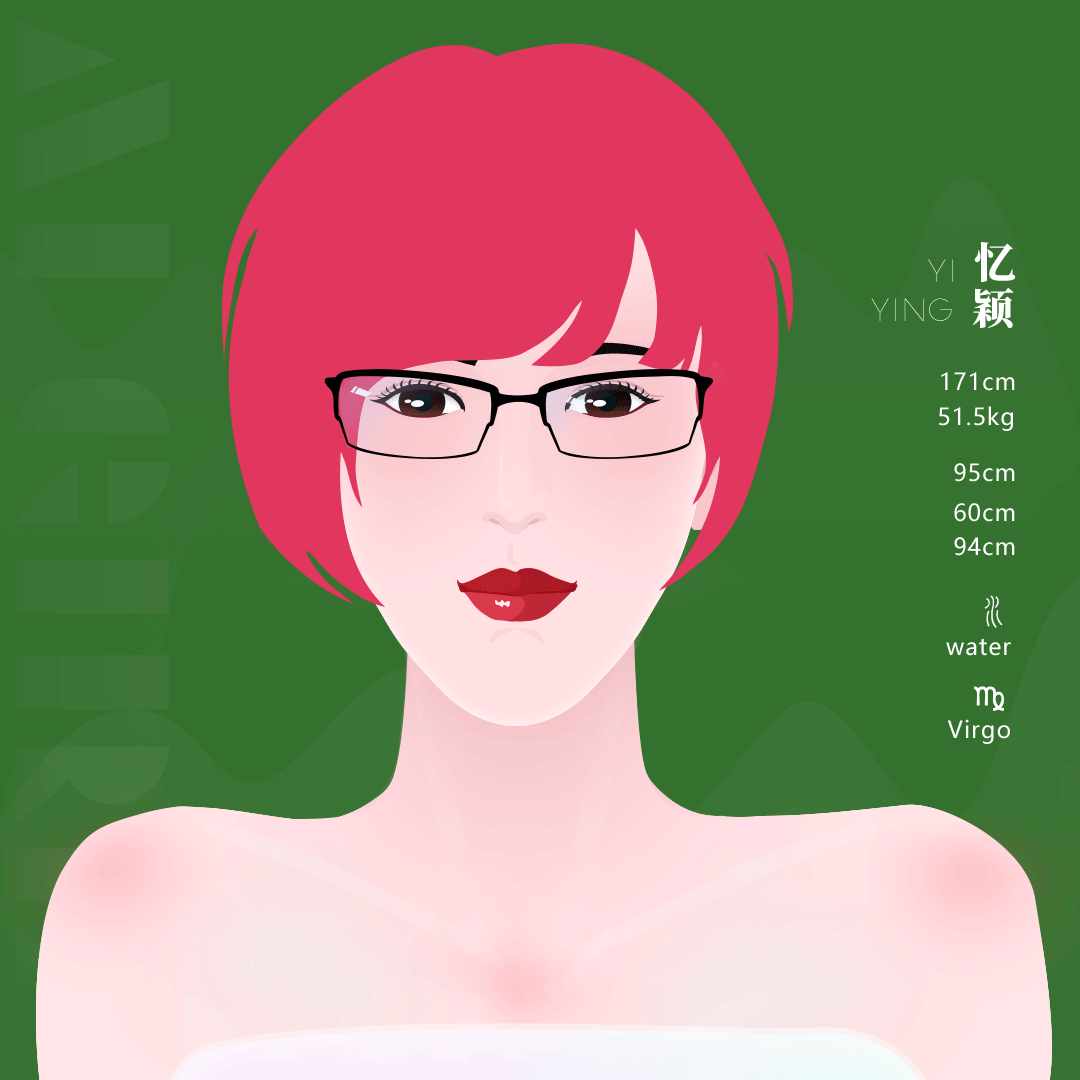 YI 忆
YING 颖
171cm
51.5kg
95cm
60cm
94cm
water
Virgo